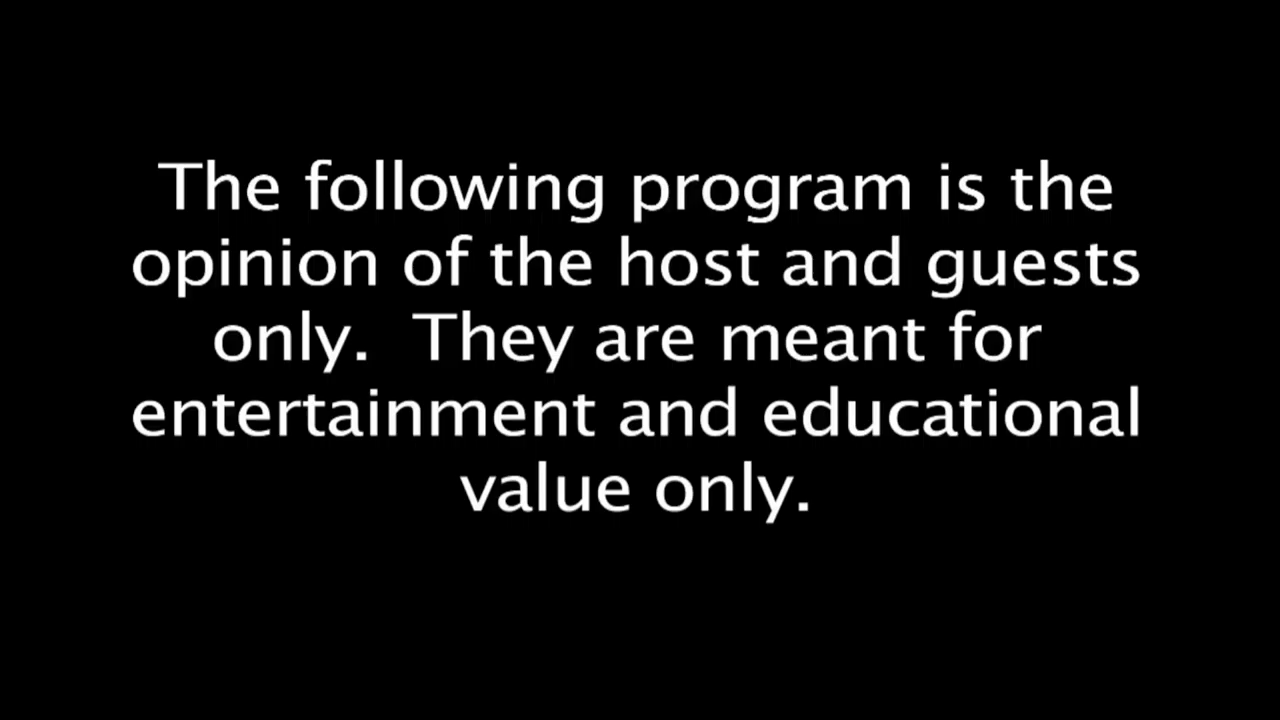 The following program is the
opinion of the host and guests
only.  They are meant for
entertainment and educational
value only.